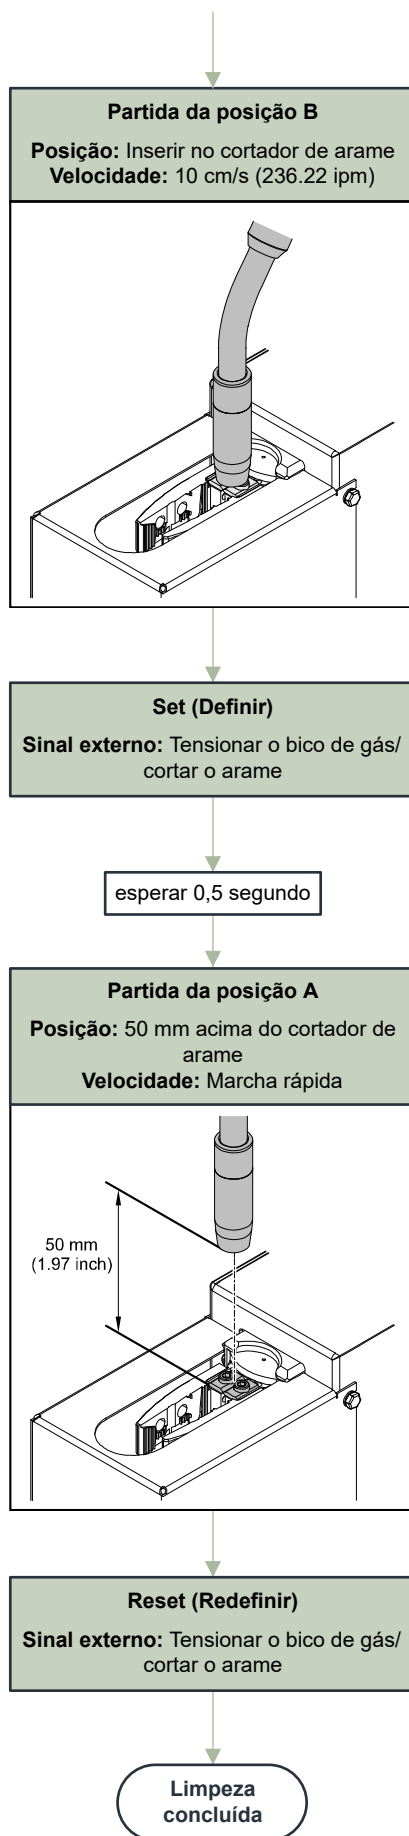 Partida da posição B
Posição: Inserir no cortador de arame
Velocidade: 10 cm/s (236.22 ipm)
Set (Definir)
Sinal externo: Tensionar o bico de gás/
cortar o arame
esperar 0,5 segundo
Partida da posição A
Posição: 50 mm acima do cortador de
arame
Velocidade: Marcha rápida
50 mm
(1.97 inch)
Reset (Redefinir)
Sinal externo: Tensionar o bico de gás/
cortar o arame
Limpeza
concluída